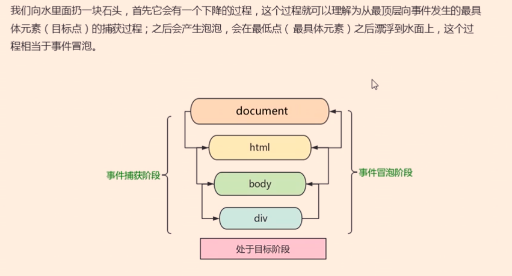 我们向水里面扔一块石头，首先它会有一个下降的过程，这个过程就可以理解为从最顶层向事件发生的最具
体元素（目标点）的捕获过程；之后会产生泡泡，会在最低点（ 最具体元素）之后漂浮到水面上，这个过
程相当于事件冒泡。
document
html
事件捕获阶段
事件冒泡阶段
body
div
处于目标阶段